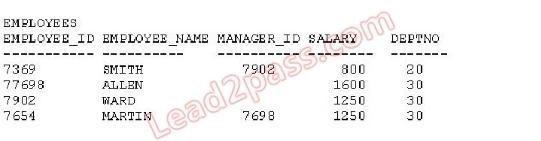 EMPLOYEES
EMPLOYEE_ID EMPLOYEE_NAME MANAGER_ID SALARY DEPTNO
7369 SMITH 7902 800 20
77698 ALLEN 1600 30
7902 WARD 1250 30
7654 MARTIN 7698 1250 30
Lead2pass.com